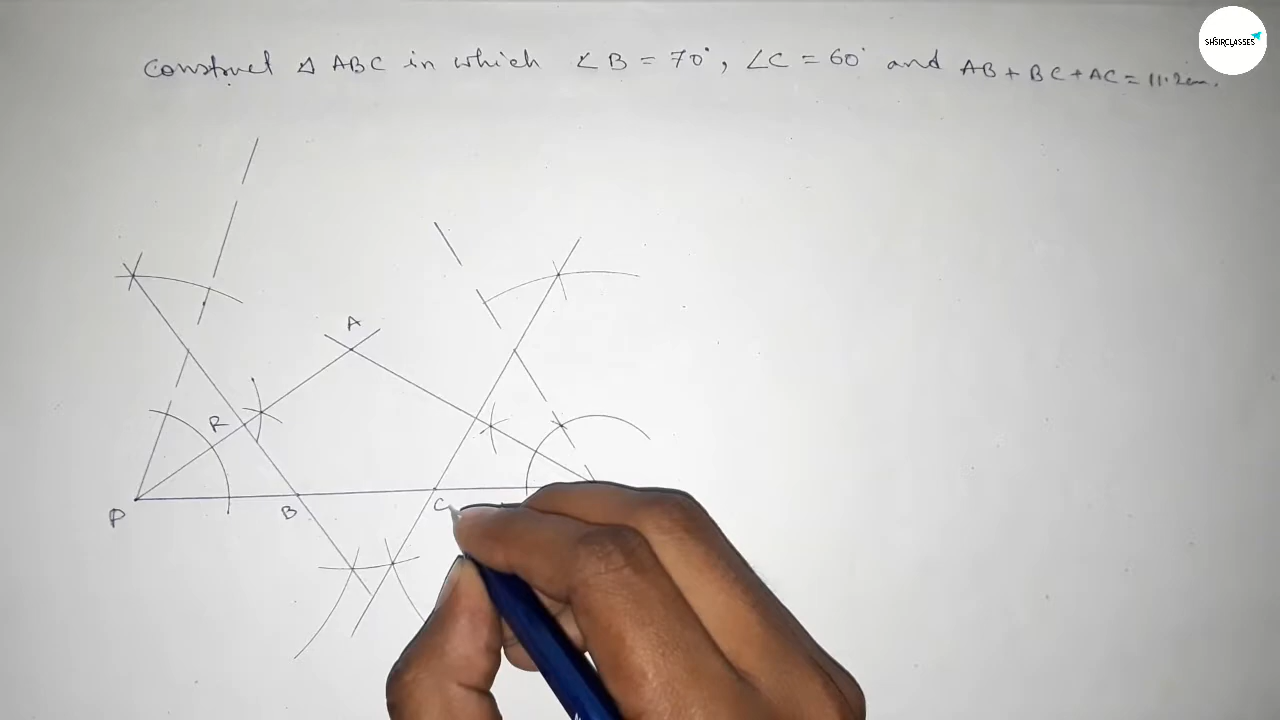 construct △ ABC in which ∠B = 70°, ∠C = 60° and AB + BC + AC = 11.2cm.
SHSIRCLASSES
A
R
P
B
C